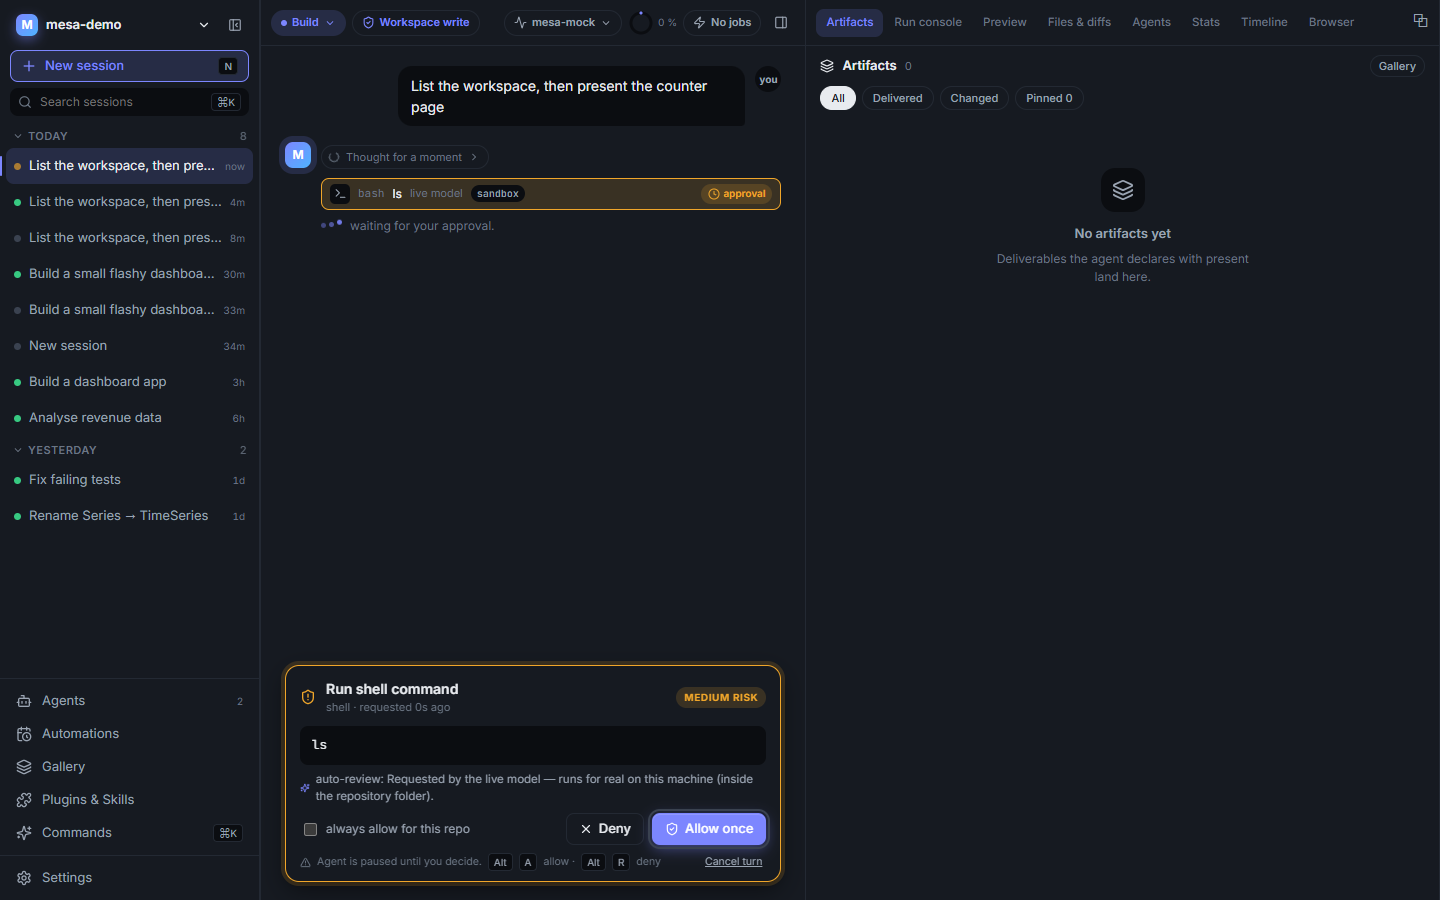 M mesa-demo
New session N
Search sessions ⌘K
TODAY 8
List the workspace, then pre... now
List the workspace, then pres... 4m
List the workspace, then pres... 8m
Build a small flashy dashboa... 30m
Build a small flashy dashboa... 33m
New session 34m
Build a dashboard app 3h
Analyse revenue data 6h
YESTERDAY 2
Fix failing tests 1d
Rename Series → TimeSeries 1d
Agents 2
Automations
Gallery
Plugins & Skills
Commands ⌘K
Settings
Build Workspace write mesa-mock 0 % No jobs
List the workspace, then present the counter
page
you
M Thought for a moment
bash ls live model sandbox approval
waiting for your approval.
Run shell command
shell · requested 0s ago
MEDIUM RISK
ls
auto-review: Requested by the live model — runs for real on this machine (inside
the repository folder).
always allow for this repo Deny Allow once
Agent is paused until you decide. Alt A allow · Alt R deny Cancel turn
Artifacts Run console Preview Files & diffs Agents Stats Timeline Browser
Artifacts 0 Gallery
All Delivered Changed Pinned 0
No artifacts yet
Deliverables the agent declares with present
land here.